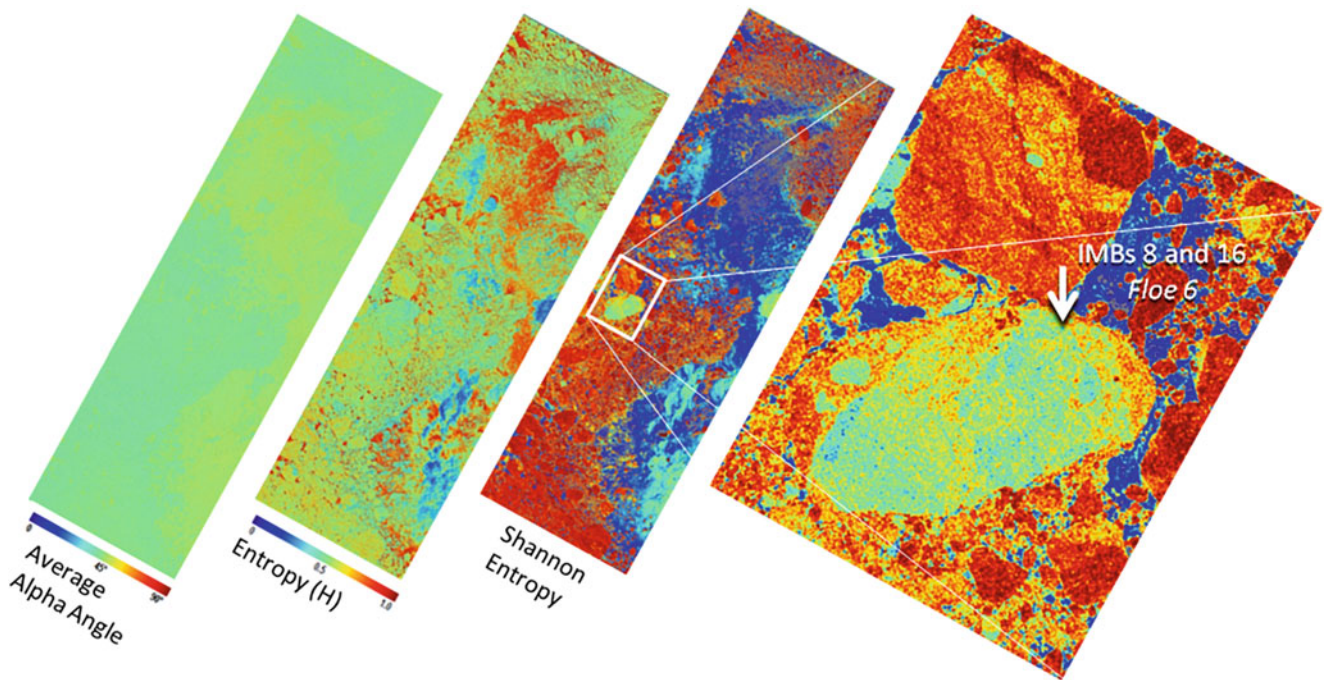 0
45°
90°
Average
Alpha Angle
0
0.5
1.0
Entropy (H)
Shannon
Entropy
IMBs 8 and 16
Floe 6